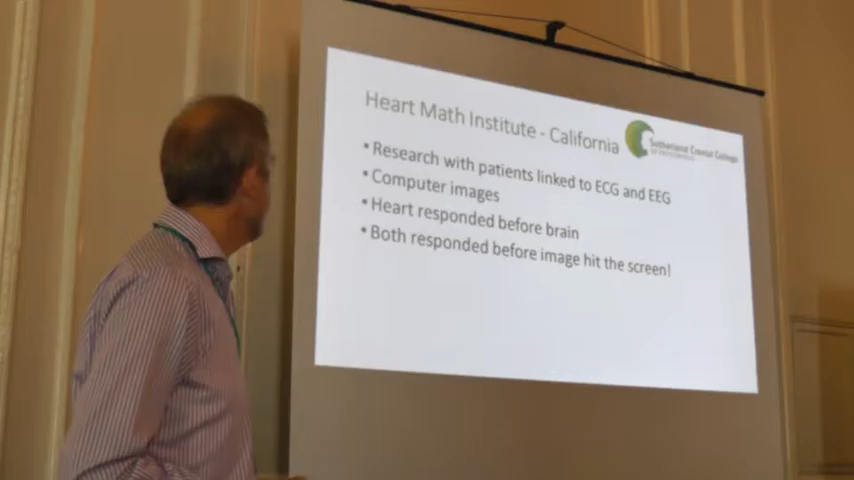 Heart Math Institute - California
Sutherland Cranial College
• Research with patients linked to ECG and EEG
• Computer images
• Heart responded before brain
• Both responded before image hit the screen!